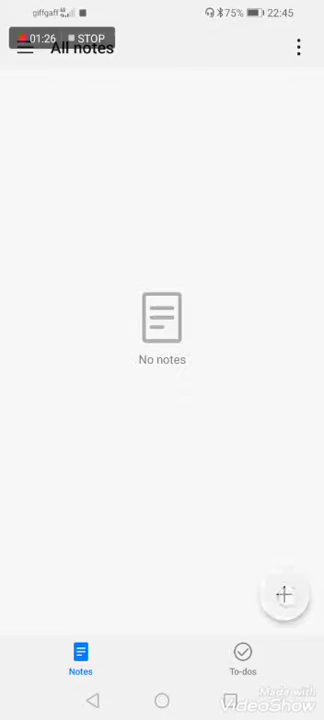 giffgaff 75% 22:45
01:26 STOP
All notes
No notes
Notes To-dos
Made with
VideoShow